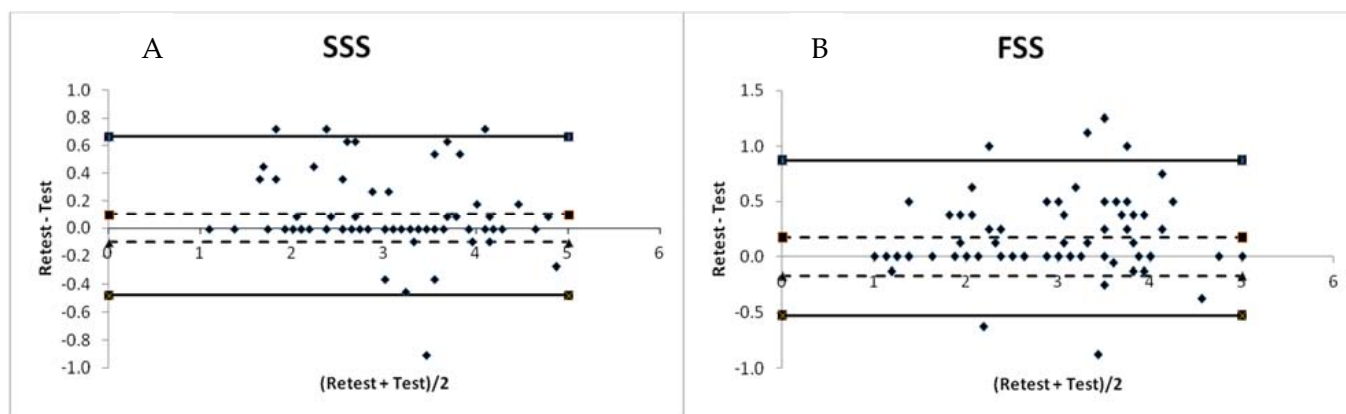 A
SSS
1.0
0.8
0.6
0.4
0.2
0.0
-0.2
-0.4
-0.6
-0.8
-1.0
0 1 2 3 4 5 6
Retest - Test
(Retest + Test)/2
B
FSS
1.5
1.0
0.5
0.0
-0.5
-1.0
0 1 2 3 4 5 6
Retest - Test
(Retest + Test)/2